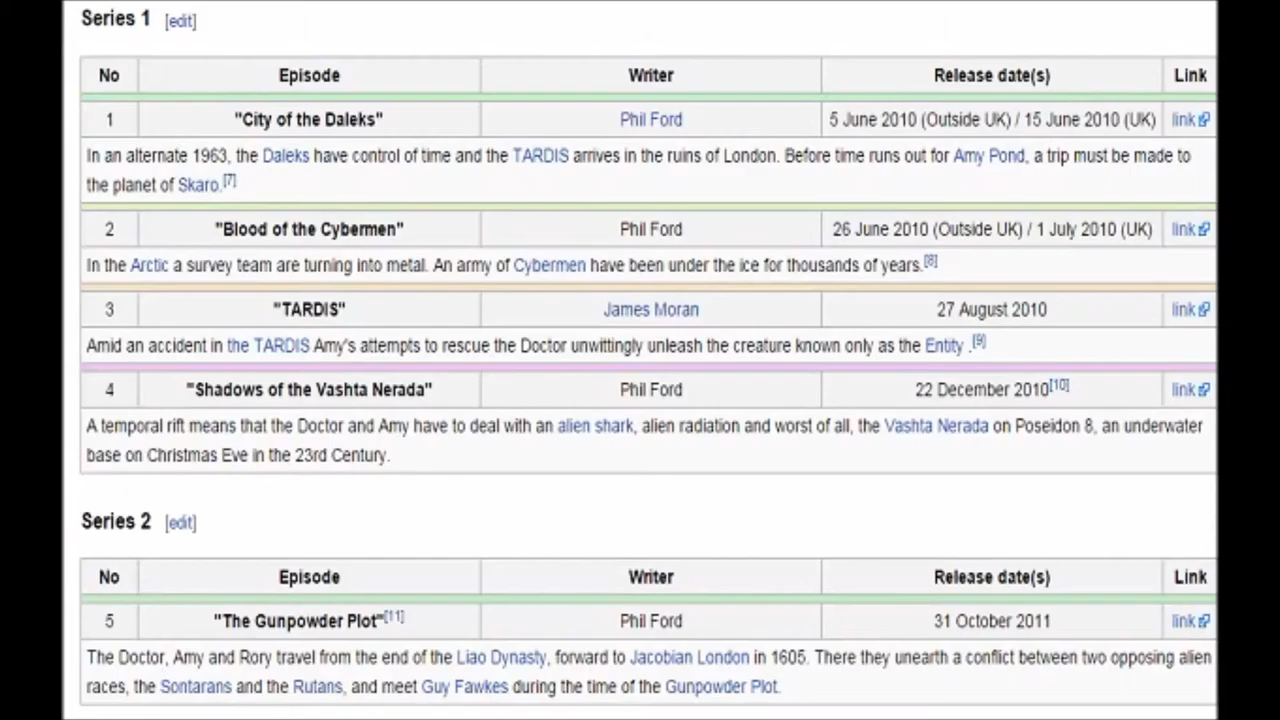 Series 1 [edit]
No Episode Writer Release date(s) Link
1 "City of the Daleks" Phil Ford 5 June 2010 (Outside UK) / 15 June 2010 (UK) link
In an alternate 1963, the Daleks have control of time and the TARDIS arrives in the ruins of London. Before time runs out for Amy Pond, a trip must be made to
the planet of Skaro.[7]
2 "Blood of the Cybermen" Phil Ford 26 June 2010 (Outside UK) / 1 July 2010 (UK) link
In the Arctic a survey team are turning into metal. An army of Cybermen have been under the ice for thousands of years.[8]
3 "TARDIS" James Moran 27 August 2010 link
Amid an accident in the TARDIS Amy's attempts to rescue the Doctor unwittingly unleash the creature known only as the Entity .[9]
4 "Shadows of the Vashta Nerada" Phil Ford 22 December 2010[10] link
A temporal rift means that the Doctor and Amy have to deal with an alien shark, alien radiation and worst of all, the Vashta Nerada on Poseidon 8, an underwater
base on Christmas Eve in the 23rd Century.
Series 2 [edit]
No Episode Writer Release date(s) Link
5 "The Gunpowder Plot"[11] Phil Ford 31 October 2011 link
The Doctor, Amy and Rory travel from the end of the Liao Dynasty, forward to Jacobian London in 1605. There they unearth a conflict between two opposing alien
races, the Sontarans and the Rutans, and meet Guy Fawkes during the time of the Gunpowder Plot.